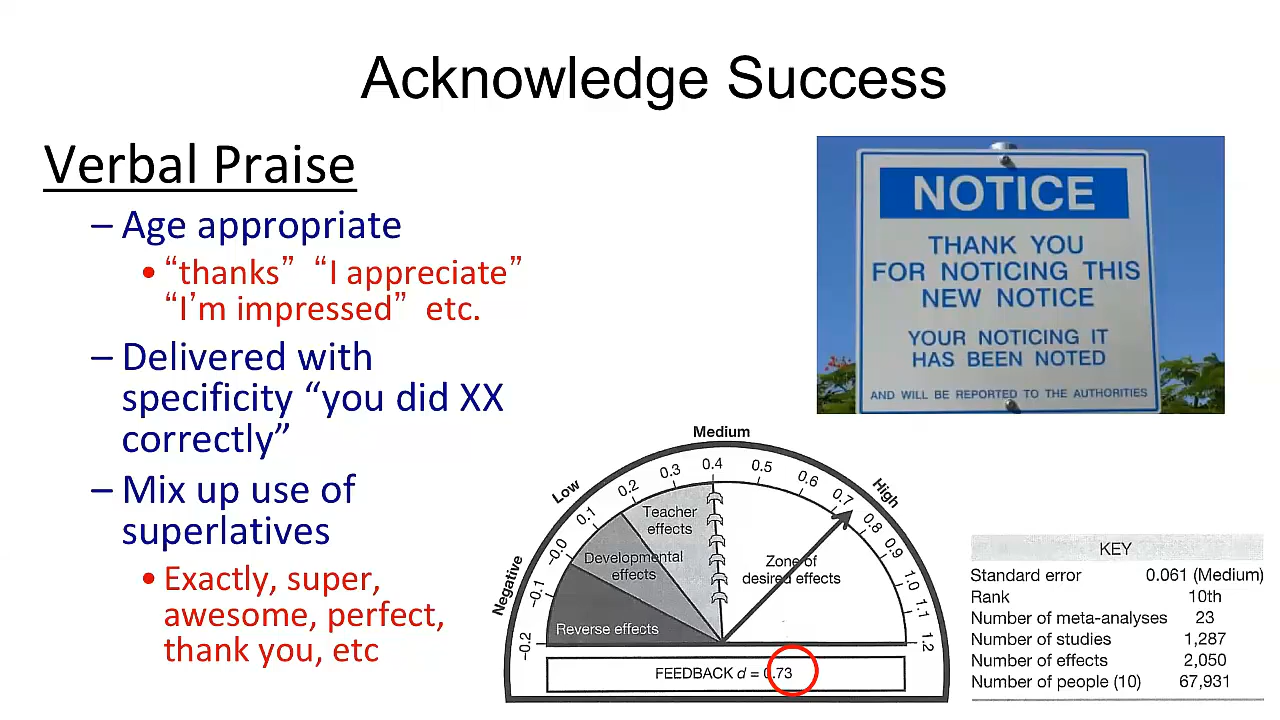 Acknowledge Success
Verbal Praise
– Age appropriate
• “thanks” “I appreciate”
“I’m impressed” etc.
– Delivered with
specificity “you did XX
correctly”
– Mix up use of
superlatives
• Exactly, super,
awesome, perfect,
thank you, etc
NOTICE
THANK YOU
FOR NOTICING THIS
NEW NOTICE
YOUR NOTICING IT
HAS BEEN NOTED
AND WILL BE REPORTED TO THE AUTHORITIES
Negative
Low
Medium
High
–0.2
–0.1
–0.0
0.1
0.2
0.3
0.4
0.5
0.6
0.7
0.8
0.9
1.0
1.1
1.2
Reverse effects
Developmental
effects
Teacher
effects
Zone of
desired effects
FEEDBACK d = 0.73
KEY
Standard error 0.061 (Medium)
Rank 10th
Number of meta-analyses 23
Number of studies 1,287
Number of effects 2,050
Number of people (10) 67,931